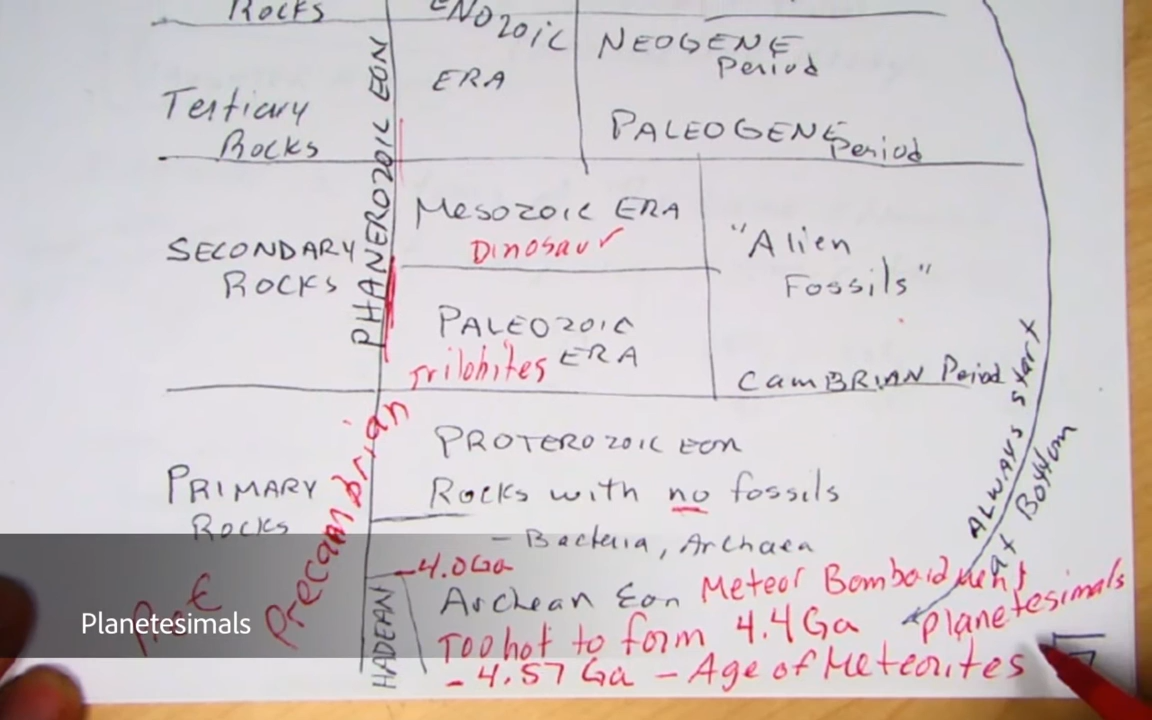 Rocks
ENOZOIC
ERA
NEOGENE
Period
PALEOGENE Period
Tertiary
Rocks
PHANEROZOIC EON
MESOZOIC ERA
Dinosaur
SECONDARY
ROCKS
"Alien
Fossils"
PALEOZOIC
Trilobites ERA
CAMBRIAN Period
ALWAYS start
at Bottom
PROTEROZOIC EON
PRIMARY
ROCKS
Rocks with no fossils
- Bacteria, Archaea
Precambrian
-4.0Ga
HADEAN
Archean Eon Meteor Bombardment
Too hot to form 4.4 Ga Planetesimals
- 4.57 Ga - Age of Meteorites
Planetesimals